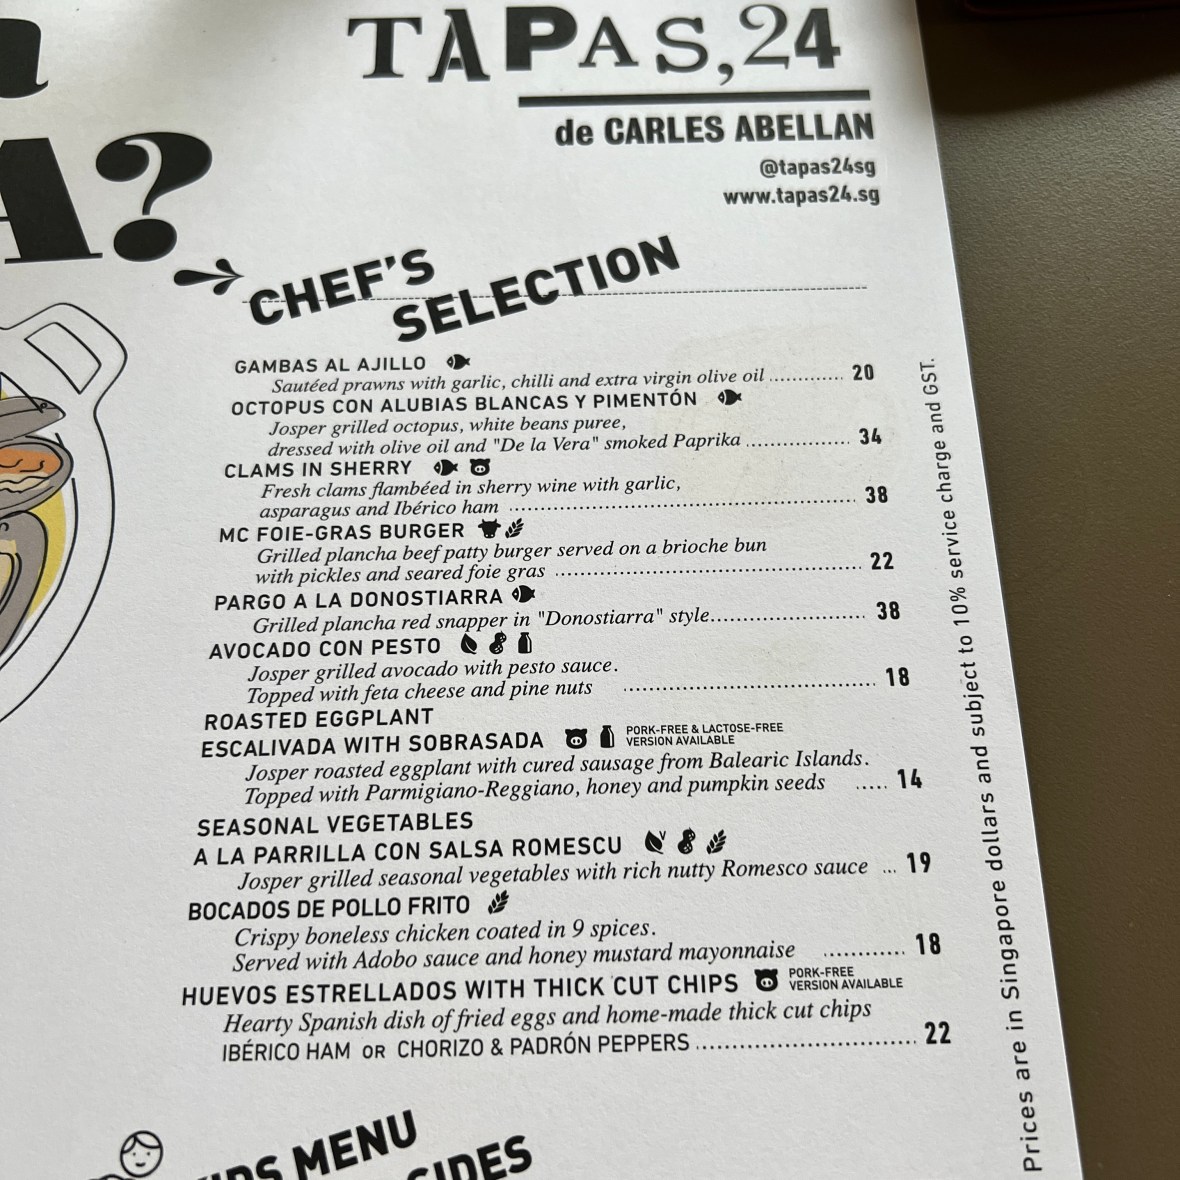 A?
TAPAS,24
de CARLES ABELLAN
@tapas24sg
www.tapas24.sg
CHEF'S
SELECTION
GAMBAS AL AJILLO
Sautéed prawns with garlic, chilli and extra virgin olive oil ............. 20
OCTOPUS CON ALUBIAS BLANCAS Y PIMENTÓN
Josper grilled octopus, white beans puree,
dressed with olive oil and "De la Vera" smoked Paprika ...................... 34
CLAMS IN SHERRY
Fresh clams flambéed in sherry wine with garlic,
asparagus and Ibérico ham ............................................................ 38
MC FOIE-GRAS BURGER
Grilled plancha beef patty burger served on a brioche bun
with pickles and seared foie gras .................................................... 22
PARGO A LA DONOSTIARRA
Grilled plancha red snapper in "Donostiarra" style.......................... 38
AVOCADO CON PESTO
Josper grilled avocado with pesto sauce.
Topped with feta cheese and pine nuts ........................................... 18
ROASTED EGGPLANT
ESCALIVADA WITH SOBRASADA PORK-FREE & LACTOSE-FREE
VERSION AVAILABLE
Josper roasted eggplant with cured sausage from Balearic Islands.
Topped with Parmigiano-Reggiano, honey and pumpkin seeds ..... 14
SEASONAL VEGETABLES
A LA PARRILLA CON SALSA ROMESCU
Josper grilled seasonal vegetables with rich nutty Romesco sauce ... 19
BOCADOS DE POLLO FRITO
Crispy boneless chicken coated in 9 spices.
Served with Adobo sauce and honey mustard mayonnaise ............ 18
HUEVOS ESTRELLADOS WITH THICK CUT CHIPS PORK-FREE
VERSION AVAILABLE
Hearty Spanish dish of fried eggs and home-made thick cut chips
IBÉRICO HAM OR CHORIZO & PADRÓN PEPPERS ................................ 22
MENU
SIDES
Prices are in Singapore dollars and subject to 10% service charge and GST.